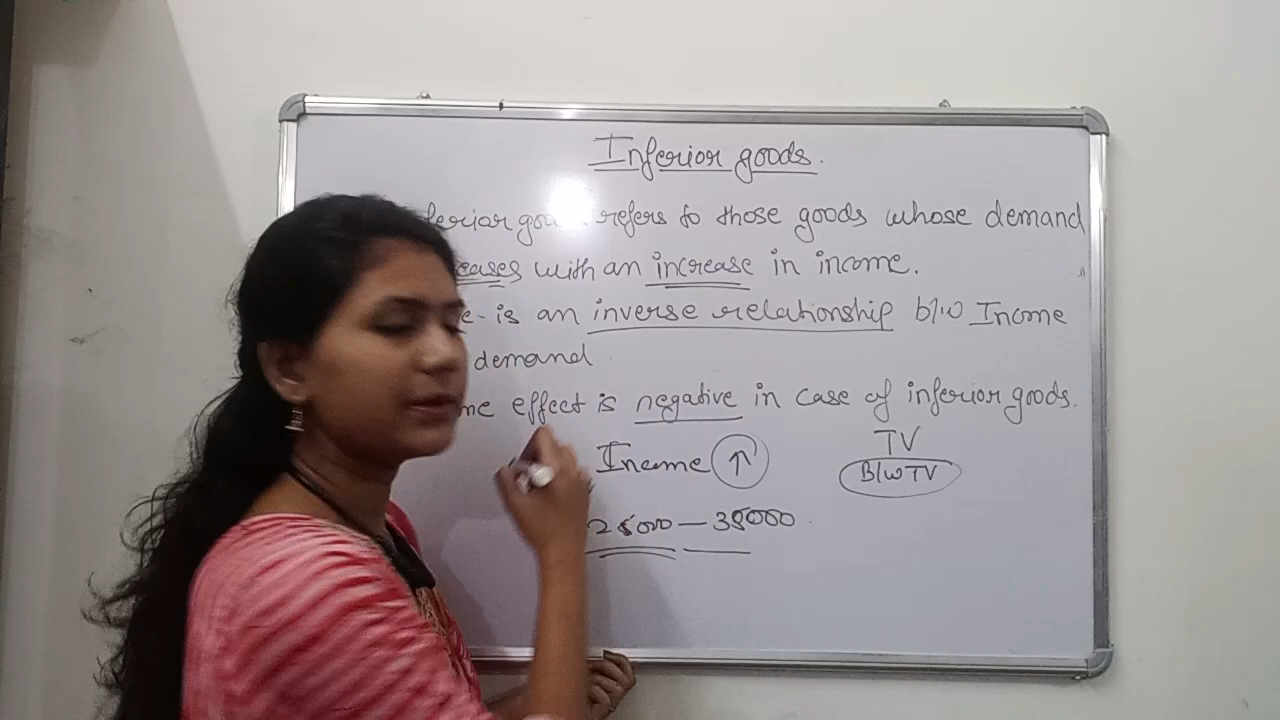 Inferior goods.
refers to those goods whose demand
with an increase in income.
is an inverse relationship b/w Income
demand
effect is negative in case of inferior goods.
TV
Income ↑
B/W TV
25000 — 35000